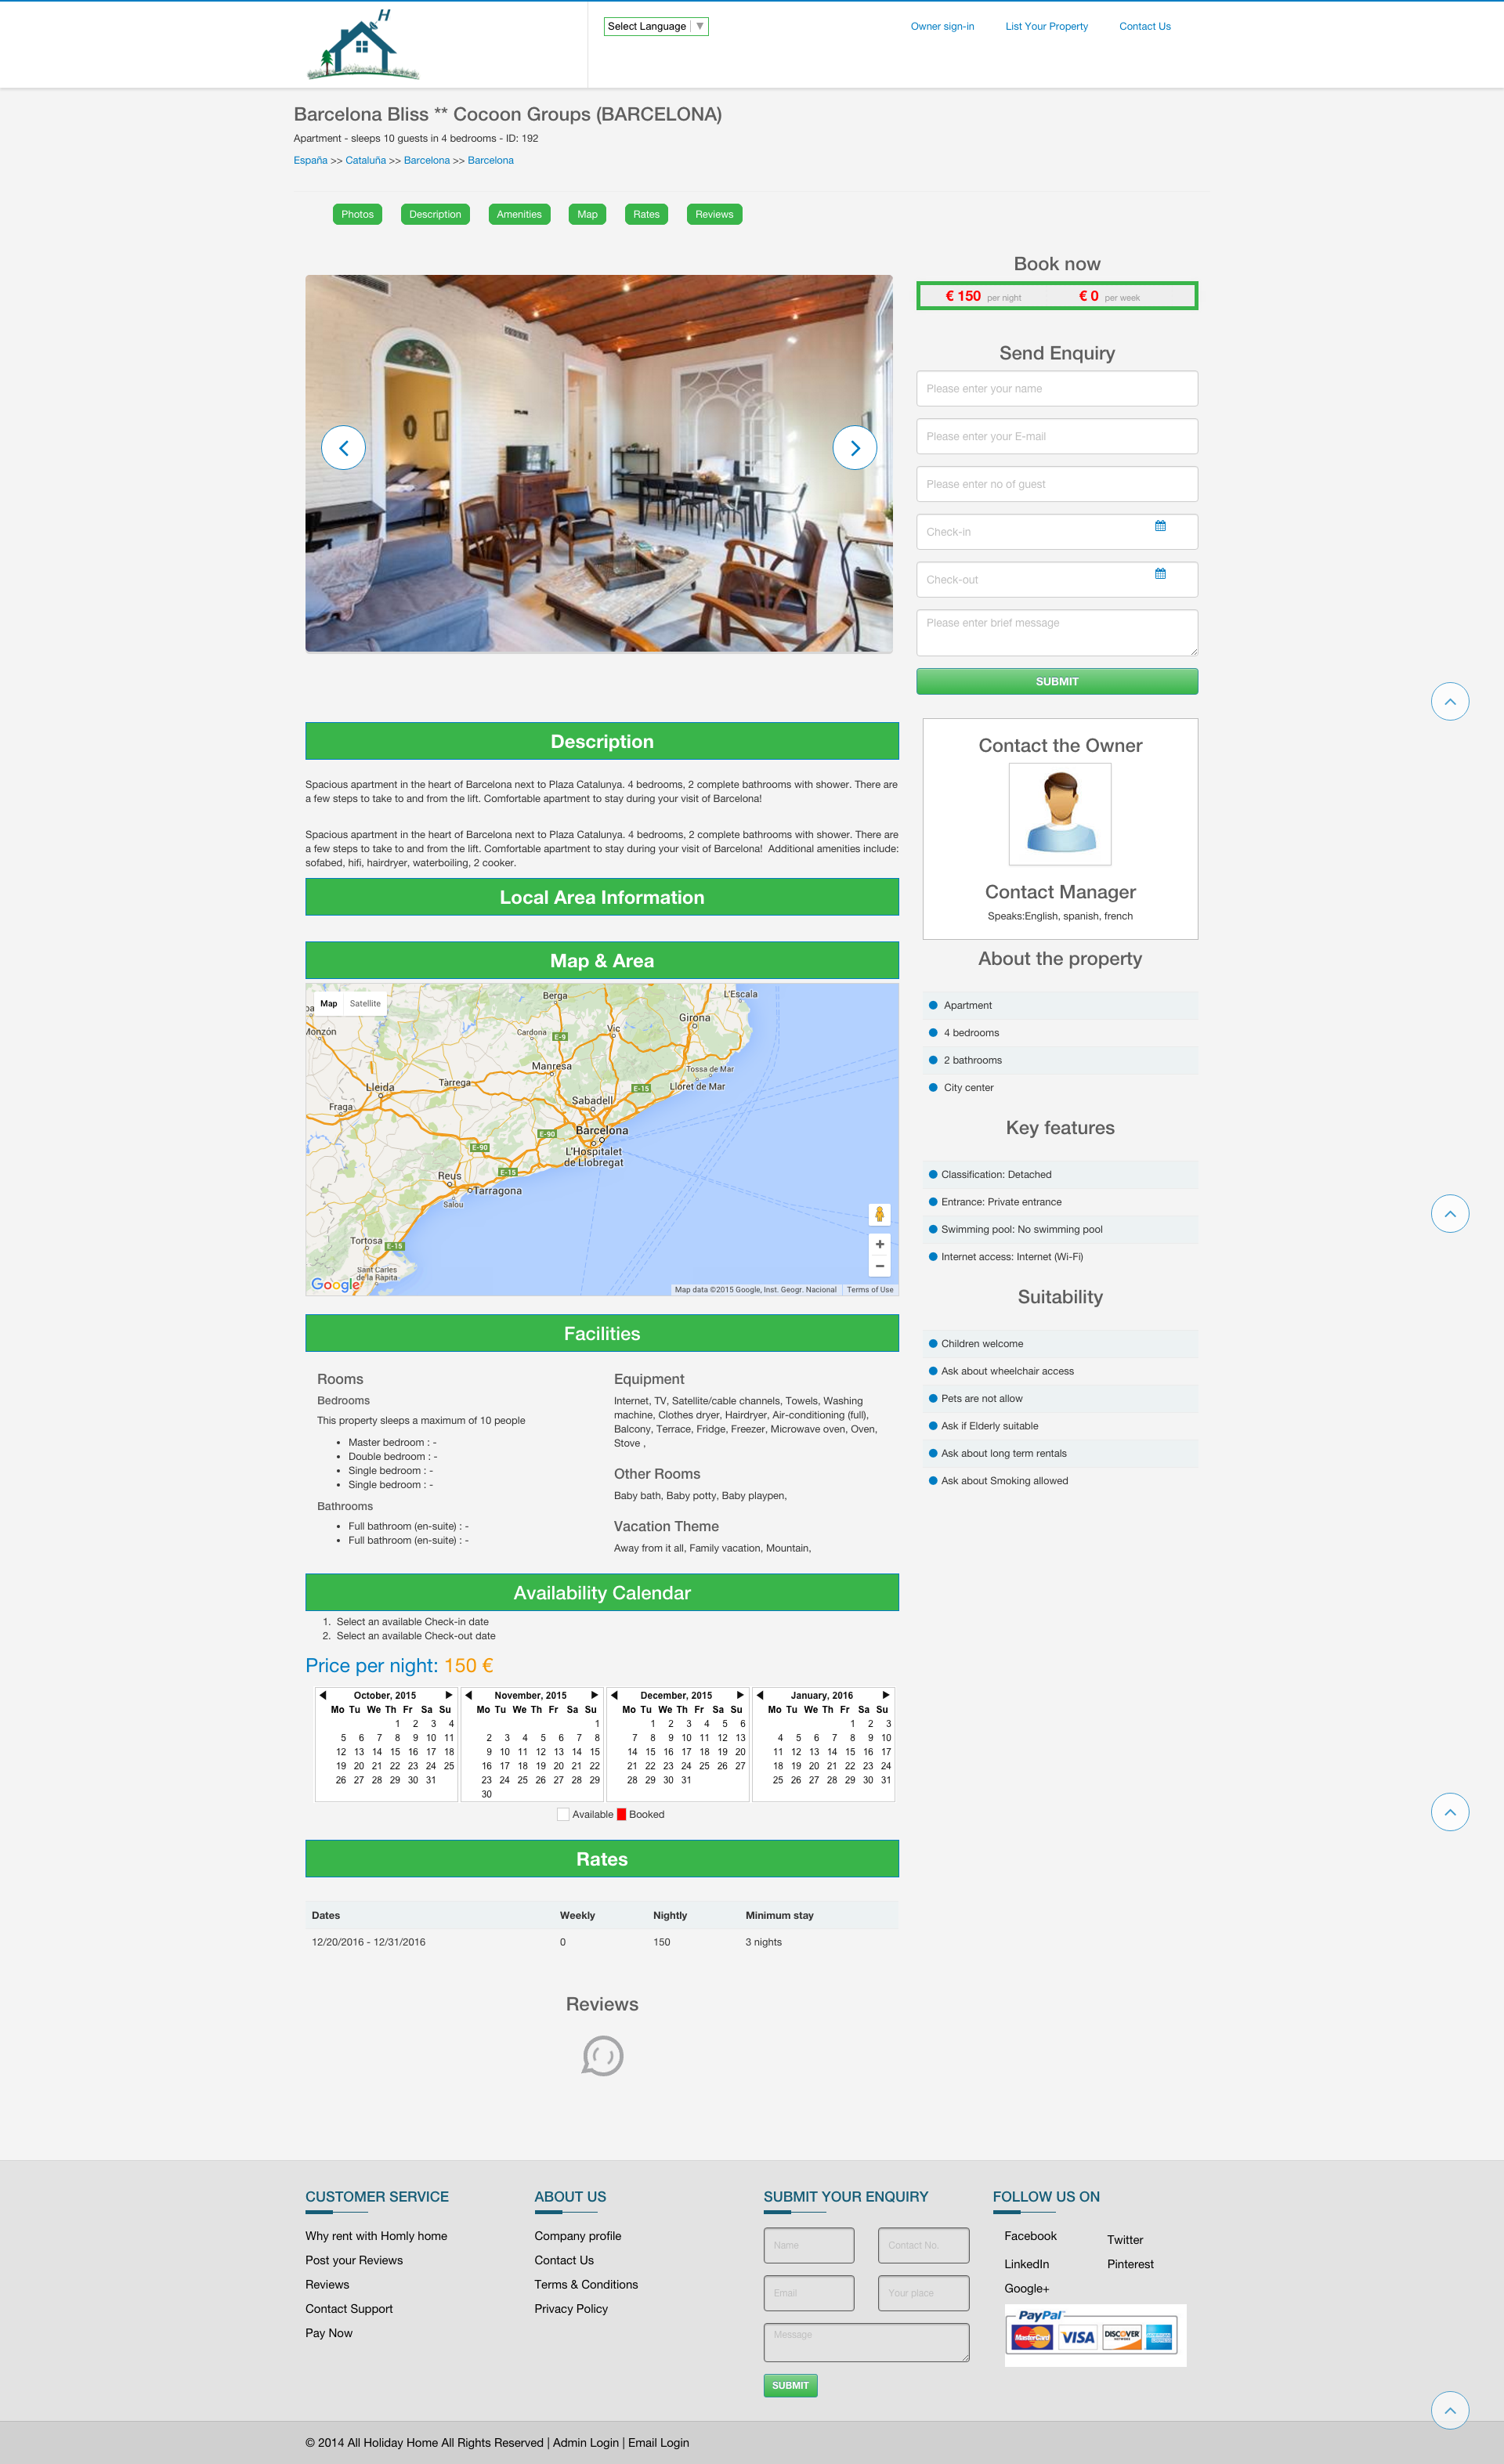 H
Select Language ▼
Owner sign-in
List Your Property
Contact Us
Barcelona Bliss ** Cocoon Groups (BARCELONA)
Apartment - sleeps 10 guests in 4 bedrooms - ID: 192
España >> Cataluña >> Barcelona >> Barcelona
Photos
Description
Amenities
Map
Rates
Reviews
Book now
€ 150 per night € 0 per week
Send Enquiry
Please enter your name
Please enter your E-mail
Please enter no of guest
Check-in
Check-out
Please enter brief message
SUBMIT
Description
Spacious apartment in the heart of Barcelona next to Plaza Catalunya. 4 bedrooms, 2 complete bathrooms with shower. There are
a few steps to take to and from the lift. Comfortable apartment to stay during your visit of Barcelona!
Spacious apartment in the heart of Barcelona next to Plaza Catalunya. 4 bedrooms, 2 complete bathrooms with shower. There are
a few steps to take to and from the lift. Comfortable apartment to stay during your visit of Barcelona! Additional amenities include:
sofabed, hifi, hairdryer, waterboiling, 2 cooker.
Local Area Information
Map & Area
Map Satellite
Berga
L'Escala
Girona
Monzón
Cardona
Vic
E-9
Manresa
Tossa de Mar
Lleida
Tàrrega
E-15
Lloret de Mar
Fraga
Sabadell
E-90
Barcelona
E-90
L'Hospitalet
de Llobregat
E-15
Reus
Tarragona
Salou
Tortosa
E-15
Sant Carles
de la Ràpita
Google
Map data ©2015 Google, Inst. Geogr. Nacional
Terms of Use
Facilities
Rooms
Bedrooms
This property sleeps a maximum of 10 people
• Master bedroom : -
• Double bedroom : -
• Single bedroom : -
• Single bedroom : -
Bathrooms
• Full bathroom (en-suite) : -
• Full bathroom (en-suite) : -
Equipment
Internet, TV, Satellite/cable channels, Towels, Washing
machine, Clothes dryer, Hairdryer, Air-conditioning (full),
Balcony, Terrace, Fridge, Freezer, Microwave oven, Oven,
Stove ,
Other Rooms
Baby bath, Baby potty, Baby playpen,
Vacation Theme
Away from it all, Family vacation, Mountain,
Availability Calendar
1. Select an available Check-in date
2. Select an available Check-out date
Price per night: 150 €
October, 2015
Mo Tu We Th Fr Sa Su
1 2 3 4
5 6 7 8 9 10 11
12 13 14 15 16 17 18
19 20 21 22 23 24 25
26 27 28 29 30 31
November, 2015
Mo Tu We Th Fr Sa Su
1
2 3 4 5 6 7 8
9 10 11 12 13 14 15
16 17 18 19 20 21 22
23 24 25 26 27 28 29
30
December, 2015
Mo Tu We Th Fr Sa Su
1 2 3 4 5 6
7 8 9 10 11 12 13
14 15 16 17 18 19 20
21 22 23 24 25 26 27
28 29 30 31
January, 2016
Mo Tu We Th Fr Sa Su
1 2 3
4 5 6 7 8 9 10
11 12 13 14 15 16 17
18 19 20 21 22 23 24
25 26 27 28 29 30 31
Available Booked
Rates
Dates Weekly Nightly Minimum stay
12/20/2016 - 12/31/2016 0 150 3 nights
Reviews
Contact the Owner
Contact Manager
Speaks:English, spanish, french
About the property
Apartment
4 bedrooms
2 bathrooms
City center
Key features
Classification: Detached
Entrance: Private entrance
Swimming pool: No swimming pool
Internet access: Internet (Wi-Fi)
Suitability
Children welcome
Ask about wheelchair access
Pets are not allow
Ask if Elderly suitable
Ask about long term rentals
Ask about Smoking allowed
CUSTOMER SERVICE
Why rent with Homly home
Post your Reviews
Reviews
Contact Support
Pay Now
ABOUT US
Company profile
Contact Us
Terms & Conditions
Privacy Policy
SUBMIT YOUR ENQUIRY
Name
Contact No.
Email
Your place
Message
SUBMIT
FOLLOW US ON
Facebook
Twitter
LinkedIn
Pinterest
Google+
PayPal
MasterCard
VISA
DISCOVER
© 2014 All Holiday Home All Rights Reserved | Admin Login | Email Login